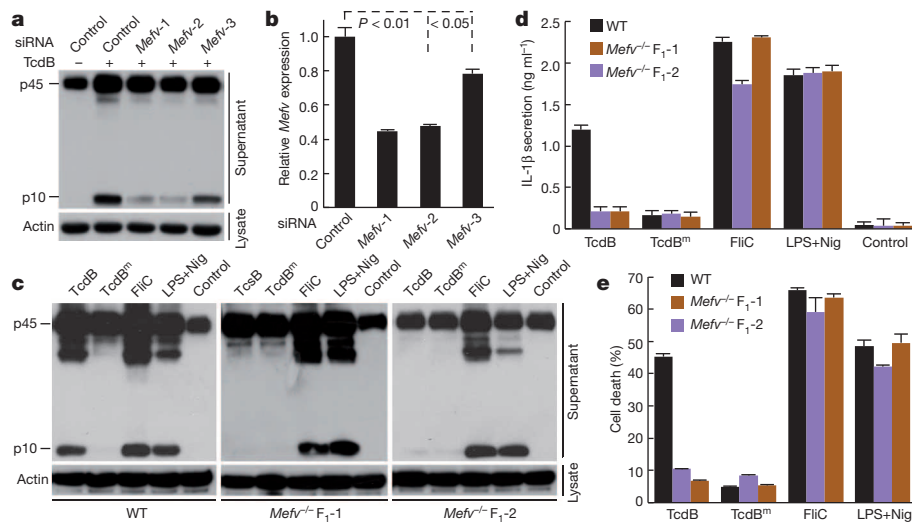 a
siRNA Control Control Mefv-1 Mefv-2 Mefv-3
TcdB – + + + +
p45
p10
Supernatant
Actin
Lysate
b
Relative Mefv expression
P < 0.01
< 0.05
1.0
0.8
0.6
0.4
0.2
0
siRNA Control Mefv-1 Mefv-2 Mefv-3
c
TcdB TcdBm FliC LPS+Nig Control TcsB TcdBm FliC LPS+Nig Control TcdB TcdBm FliC LPS+Nig Control
p45
p10
Supernatant
Actin
Lysate
WT Mefv–/– F1-1 Mefv–/– F1-2
d
WT
Mefv–/– F1-1
Mefv–/– F1-2
IL-1β secretion (ng ml–1)
2.5
2.0
1.5
1.0
0.5
0
TcdB TcdBm FliC LPS+Nig Control
e
WT
Mefv–/– F1-1
Mefv–/– F1-2
Cell death (%)
70
60
50
40
30
20
10
0
TcdB TcdBm FliC LPS+Nig